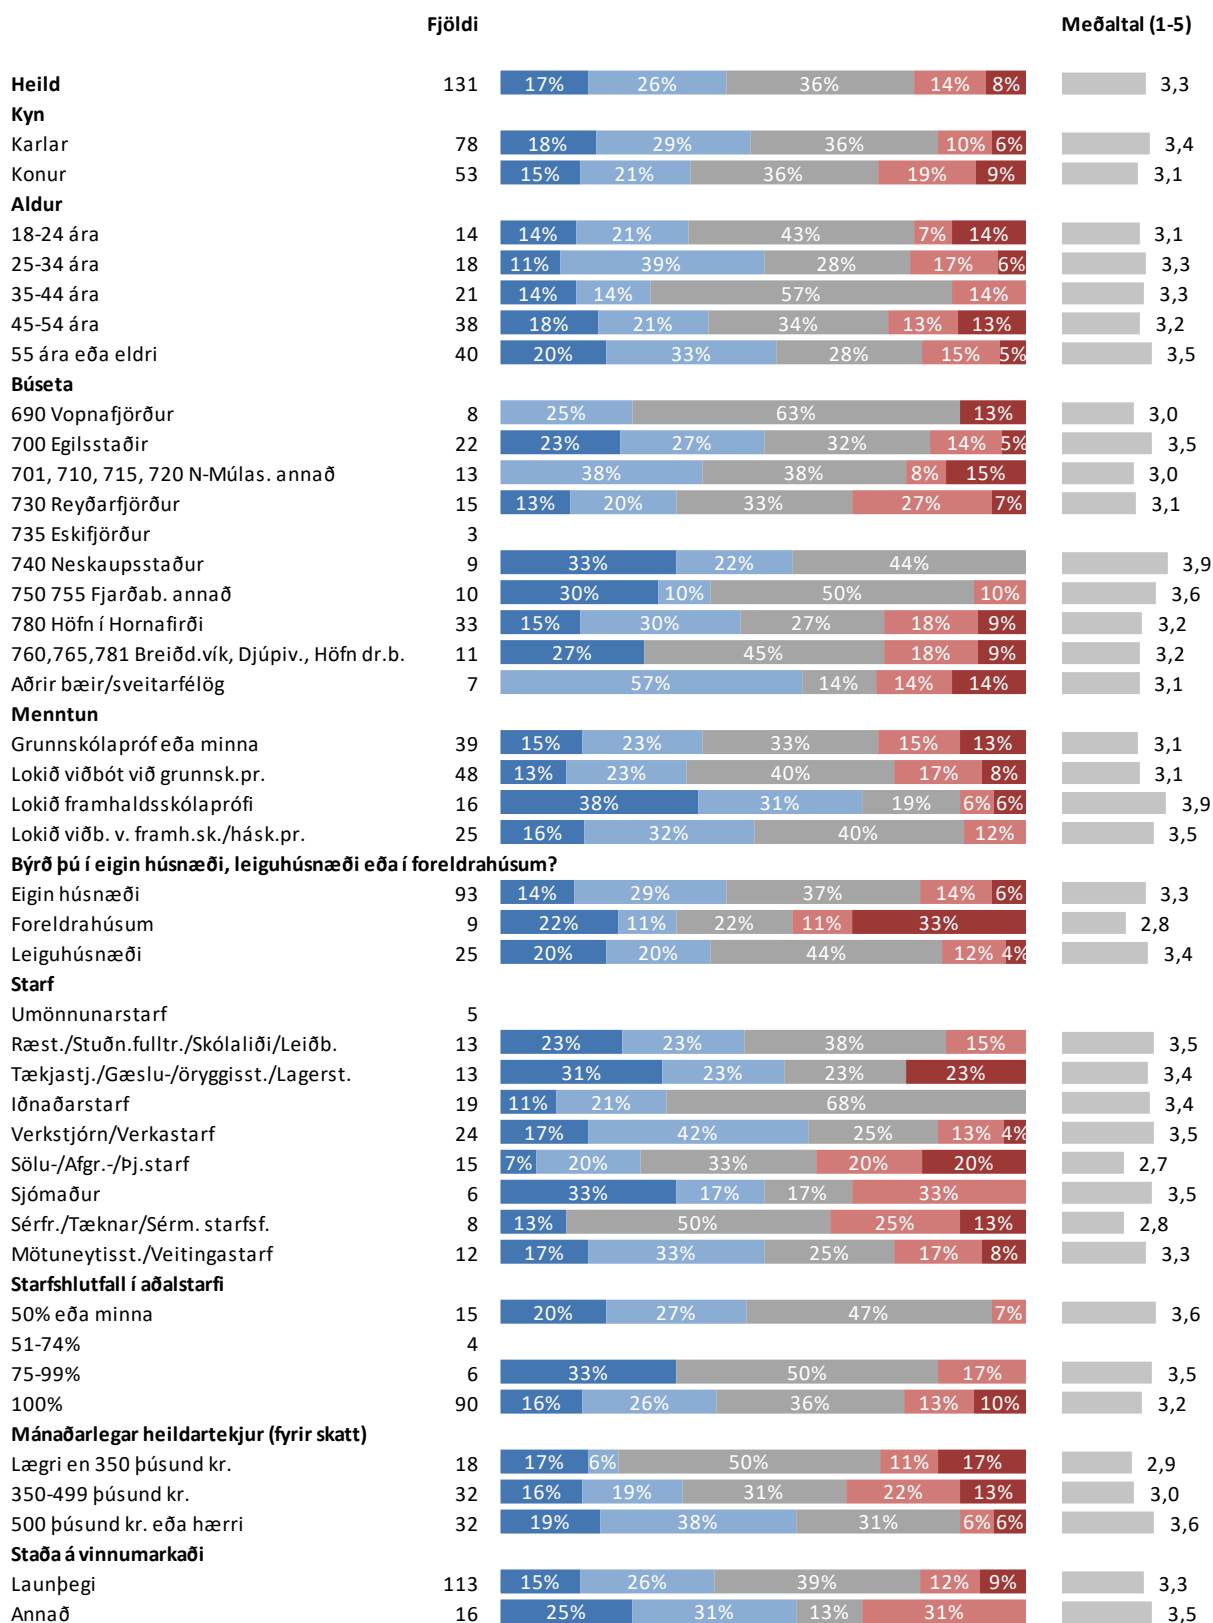 Fjöldi Meðaltal (1-5)
Heild 131 17% 26% 36% 14% 8% 3,3
Kyn
Karlar 78 18% 29% 36% 10% 6% 3,4
Konur 53 15% 21% 36% 19% 9% 3,1
Aldur
18-24 ára 14 14% 21% 43% 7% 14% 3,1
25-34 ára 18 11% 39% 28% 17% 6% 3,3
35-44 ára 21 14% 14% 57% 14% 3,3
45-54 ára 38 18% 21% 34% 13% 13% 3,2
55 ára eða eldri 40 20% 33% 28% 15% 5% 3,5
Búseta
690 Vopnafjörður 8 25% 63% 13% 3,0
700 Egilsstaðir 22 23% 27% 32% 14% 5% 3,5
701, 710, 715, 720 N-Múlas. annað 13 38% 38% 8% 15% 3,0
730 Reyðarfjörður 15 13% 20% 33% 27% 7% 3,1
735 Eskifjörður 3
740 Neskaupsstaður 9 33% 22% 44% 3,9
750 755 Fjarðab. annað 10 30% 10% 50% 10% 3,6
780 Höfn í Hornafirði 33 15% 30% 27% 18% 9% 3,2
760,765,781 Breiðd.vík, Djúpiv., Höfn dr.b. 11 27% 45% 18% 9% 3,2
Aðrir bæir/sveitarfélög 7 57% 14% 14% 14% 3,1
Menntun
Grunnskólapróf eða minna 39 15% 23% 33% 15% 13% 3,1
Lokið viðbót við grunnsk.pr. 48 13% 23% 40% 17% 8% 3,1
Lokið framhaldsskólaprófi 16 38% 31% 19% 6% 6% 3,9
Lokið viðb. v. framh.sk./hásk.pr. 25 16% 32% 40% 12% 3,5
Býrð þú í eigin húsnæði, leiguhúsnæði eða í foreldrahúsum?
Eigin húsnæði 93 14% 29% 37% 14% 6% 3,3
Foreldrahúsum 9 22% 11% 22% 11% 33% 2,8
Leiguhúsnæði 25 20% 20% 44% 12% 4% 3,4
Starf
Umönnunarstarf 5
Ræst./Stuðn.fulltr./Skólaliði/Leiðb. 13 23% 23% 38% 15% 3,5
Tækjastj./Gæslu-/öryggisst./Lagerst. 13 31% 23% 23% 23% 3,4
Iðnaðarstarf 19 11% 21% 68% 3,4
Verkstjórn/Verkastarf 24 17% 42% 25% 13% 4% 3,5
Sölu-/Afgr.-/Þj.starf 15 7% 20% 33% 20% 20% 2,7
Sjómaður 6 33% 17% 17% 33% 3,5
Sérfr./Tæknar/Sérm. starfsf. 8 13% 50% 25% 13% 2,8
Mötuneytisst./Veitingastarf 12 17% 33% 25% 17% 8% 3,3
Starfshlutfall í aðalstarfi
50% eða minna 15 20% 27% 47% 7% 3,6
51-74% 4
75-99% 6 33% 50% 17% 3,5
100% 90 16% 26% 36% 13% 10% 3,2
Mánaðarlegar heildartekjur (fyrir skatt)
Lægri en 350 þúsund kr. 18 17% 6% 50% 11% 17% 2,9
350-499 þúsund kr. 32 16% 19% 31% 22% 13% 3,0
500 þúsund kr. eða hærri 32 19% 38% 31% 6% 6% 3,6
Staða á vinnumarkaði
Launþegi 113 15% 26% 39% 12% 9% 3,3
Annað 16 25% 31% 13% 31% 3,5